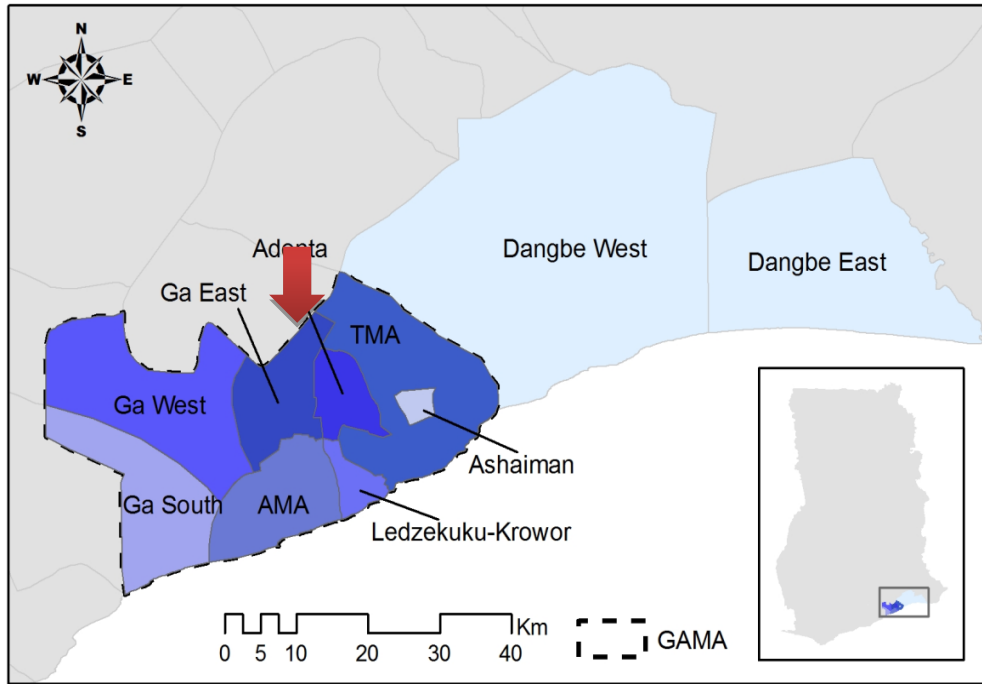 N
W E
S
Adenta
Dangbe West
Dangbe East
Ga East
TMA
Ga West
Ashaiman
Ga South
AMA
Ledzekuku-Krowor
Km
0 5 10 20 30 40
GAMA